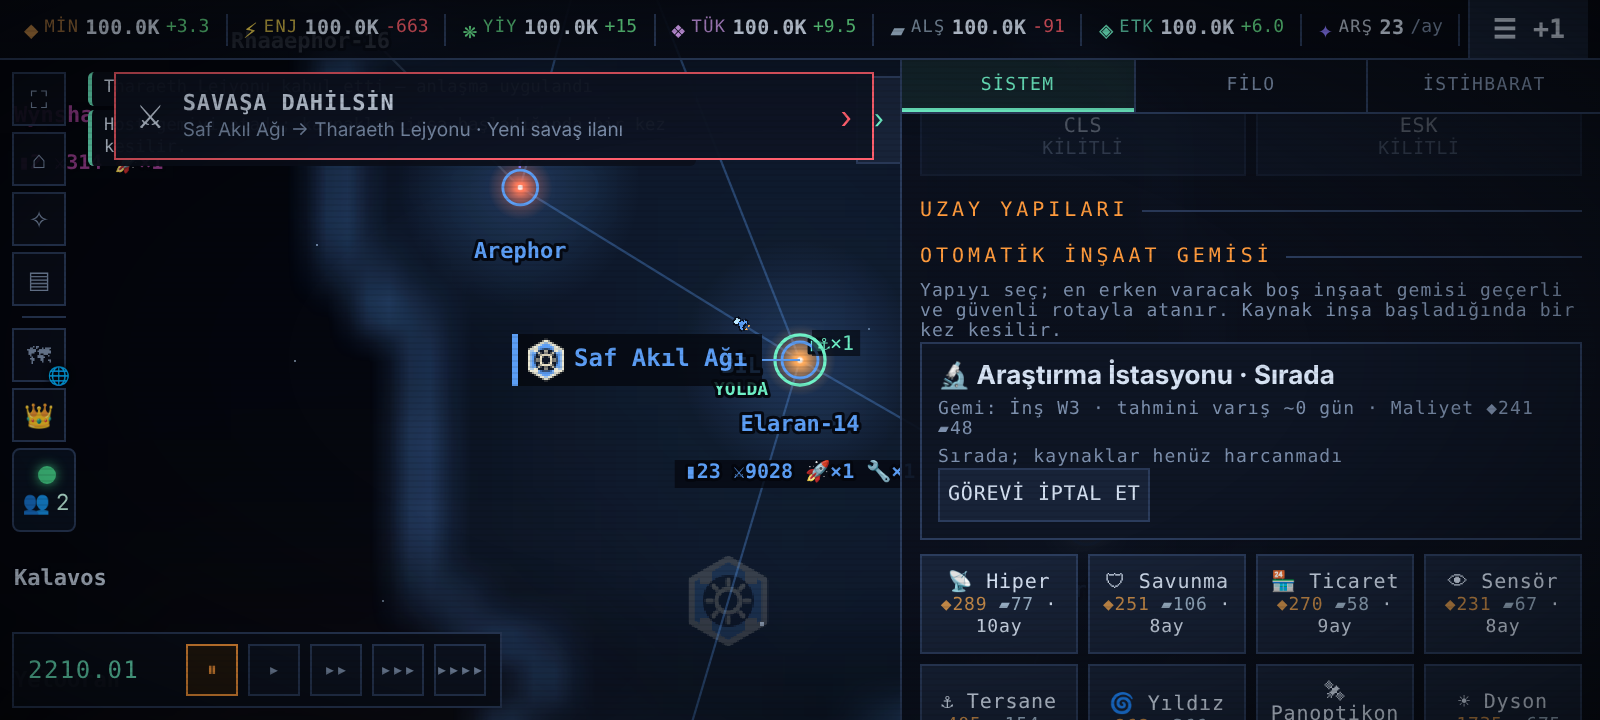 ◆ MİN 100.0K +3.3
⚡ ENJ 100.0K -663
YİY 100.0K +15
❖ TÜK 100.0K +9.5
▰ ALŞ 100.0K -91
◈ ETK 100.0K +6.0
✦ ARŞ 23 /ay
☰ +1
Rhaaephor-16
SAVAŞA DAHİLSİN
Saf Akıl Ağı → Tharaeth Lejyonu · Yeni savaş ilanı
SİSTEM
FİLO
İSTİHBARAT
CLS
KİLİTLİ
ESK
KİLİTLİ
UZAY YAPILARI
OTOMATİK İNŞAAT GEMİSİ
Yapıyı seç; en erken varacak boş inşaat gemisi geçerli
ve güvenli rotayla atanır. Kaynak inşa başladığında bir
kez kesilir.
🔬 Araştırma İstasyonu · Sırada
Gemi: İnş W3 · tahmini varış ~0 gün · Maliyet ◆241
▰48
Sırada; kaynaklar henüz harcanmadı
GÖREVİ İPTAL ET
📡 Hiper
◆289 ▰77 ·
10ay
🛡 Savunma
◆251 ▰106 ·
8ay
🏪 Ticaret
◆270 ▰58 ·
9ay
👁 Sensör
◆231 ▰67 ·
8ay
⚓ Tersane
🌀 Yıldız
Panoptikon
☀ Dyson
Arephor
Saf Akıl Ağı
⚓×1
YOLDA
Elaran-14
▮23 ⚔9028 🚀×1 🔧×1
👥 2
Kalavos
2210.01